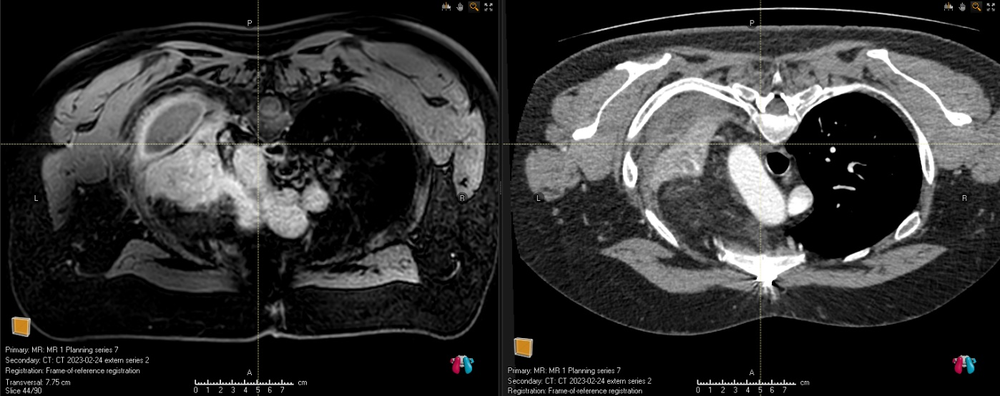 P
L
R
Primary: MR: MR 1 Planning series 7
Secondary: CT: CT 2023-02-24 extern series 2
Registration: Frame-of-reference registration
Transversal: 7.75 cm
Slice 44/90
A
0 1 2 3 4 5 6 7 cm
P
L
R
Primary: MR: MR 1 Planning series 7
Secondary: CT: CT 2023-02-24 extern series 2
Registration: Frame-of-reference registration
A
0 1 2 3 4 5 6 7 cm